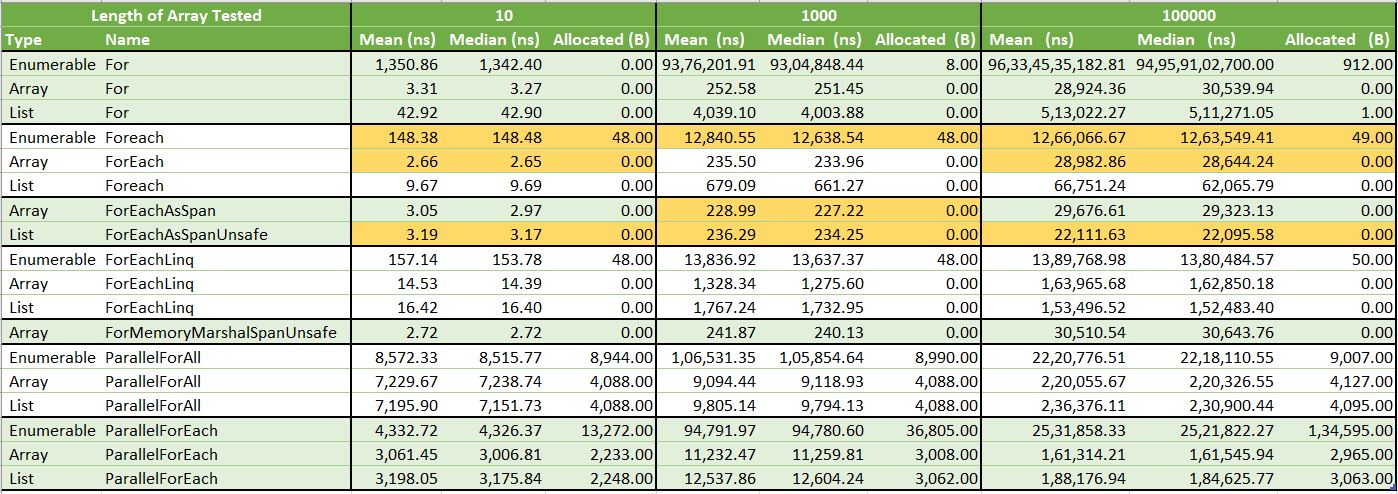 Length of Array Tested 10 1000 100000
Type Name Mean (ns) Median (ns) Allocated (B) Mean (ns) Median (ns) Allocated (B) Mean (ns) Median (ns) Allocated (B)
Enumerable For 1,350.86 1,342.40 0.00 93,76,201.91 93,04,848.44 8.00 96,33,45,35,182.81 94,95,91,02,700.00 912.00
Array For 3.31 3.27 0.00 252.58 251.45 0.00 28,924.36 30,539.94 0.00
List For 42.92 42.90 0.00 4,039.10 4,003.88 0.00 5,13,022.27 5,11,271.05 1.00
Enumerable Foreach 148.38 148.48 48.00 12,840.55 12,638.54 48.00 12,66,066.67 12,63,549.41 49.00
Array ForEach 2.66 2.65 0.00 235.50 233.96 0.00 28,982.86 28,644.24 0.00
List Foreach 9.67 9.69 0.00 679.09 661.27 0.00 66,751.24 62,065.79 0.00
Array ForEachAsSpan 3.05 2.97 0.00 228.99 227.22 0.00 29,676.61 29,323.13 0.00
List ForEachAsSpanUnsafe 3.19 3.17 0.00 236.29 234.25 0.00 22,111.63 22,095.58 0.00
Enumerable ForEachLinq 157.14 153.78 48.00 13,836.92 13,637.37 48.00 13,89,768.98 13,80,484.57 50.00
Array ForEachLinq 14.53 14.39 0.00 1,328.34 1,275.60 0.00 1,63,965.68 1,62,850.18 0.00
List ForEachLinq 16.42 16.40 0.00 1,767.24 1,732.95 0.00 1,53,496.52 1,52,483.40 0.00
Array ForMemoryMarshalSpanUnsafe 2.72 2.72 0.00 241.87 240.13 0.00 30,510.54 30,643.76 0.00
Enumerable ParallelForAll 8,572.33 8,515.77 8,944.00 1,06,531.35 1,05,854.64 8,990.00 22,20,776.51 22,18,110.55 9,007.00
Array ParallelForAll 7,229.67 7,238.74 4,088.00 9,094.44 9,118.93 4,088.00 2,20,055.67 2,20,326.55 4,127.00
List ParallelForAll 7,195.90 7,151.73 4,088.00 9,805.14 9,794.13 4,088.00 2,36,376.11 2,30,900.44 4,095.00
Enumerable ParallelForEach 4,332.72 4,326.37 13,272.00 94,791.97 94,780.60 36,805.00 25,31,858.33 25,21,822.27 1,34,595.00
Array ParallelForEach 3,061.45 3,006.81 2,233.00 11,232.47 11,259.81 3,008.00 1,61,314.21 1,61,545.94 2,965.00
List ParallelForEach 3,198.05 3,175.84 2,248.00 12,537.86 12,604.24 3,062.00 1,88,176.94 1,84,625.77 3,063.00